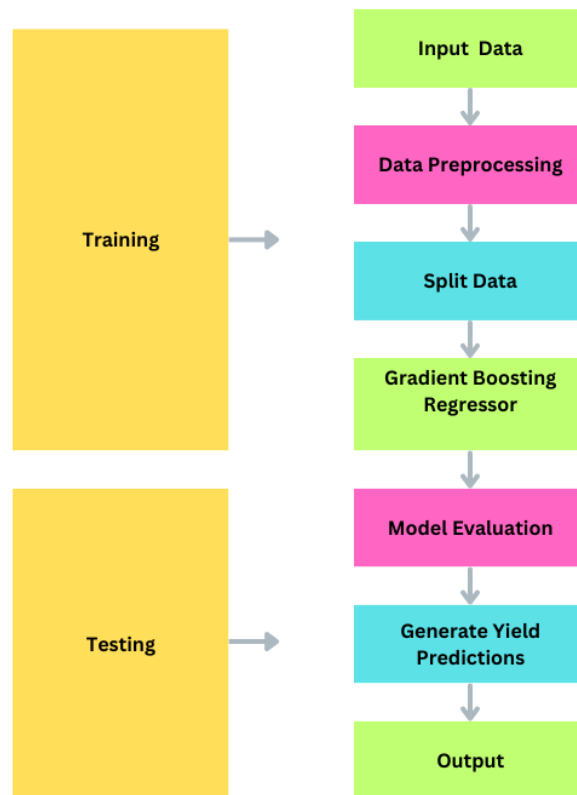 Input Data
Data Preprocessing
Training
Split Data
Gradient Boosting
Regressor
Model Evaluation
Testing
Generate Yield
Predictions
Output